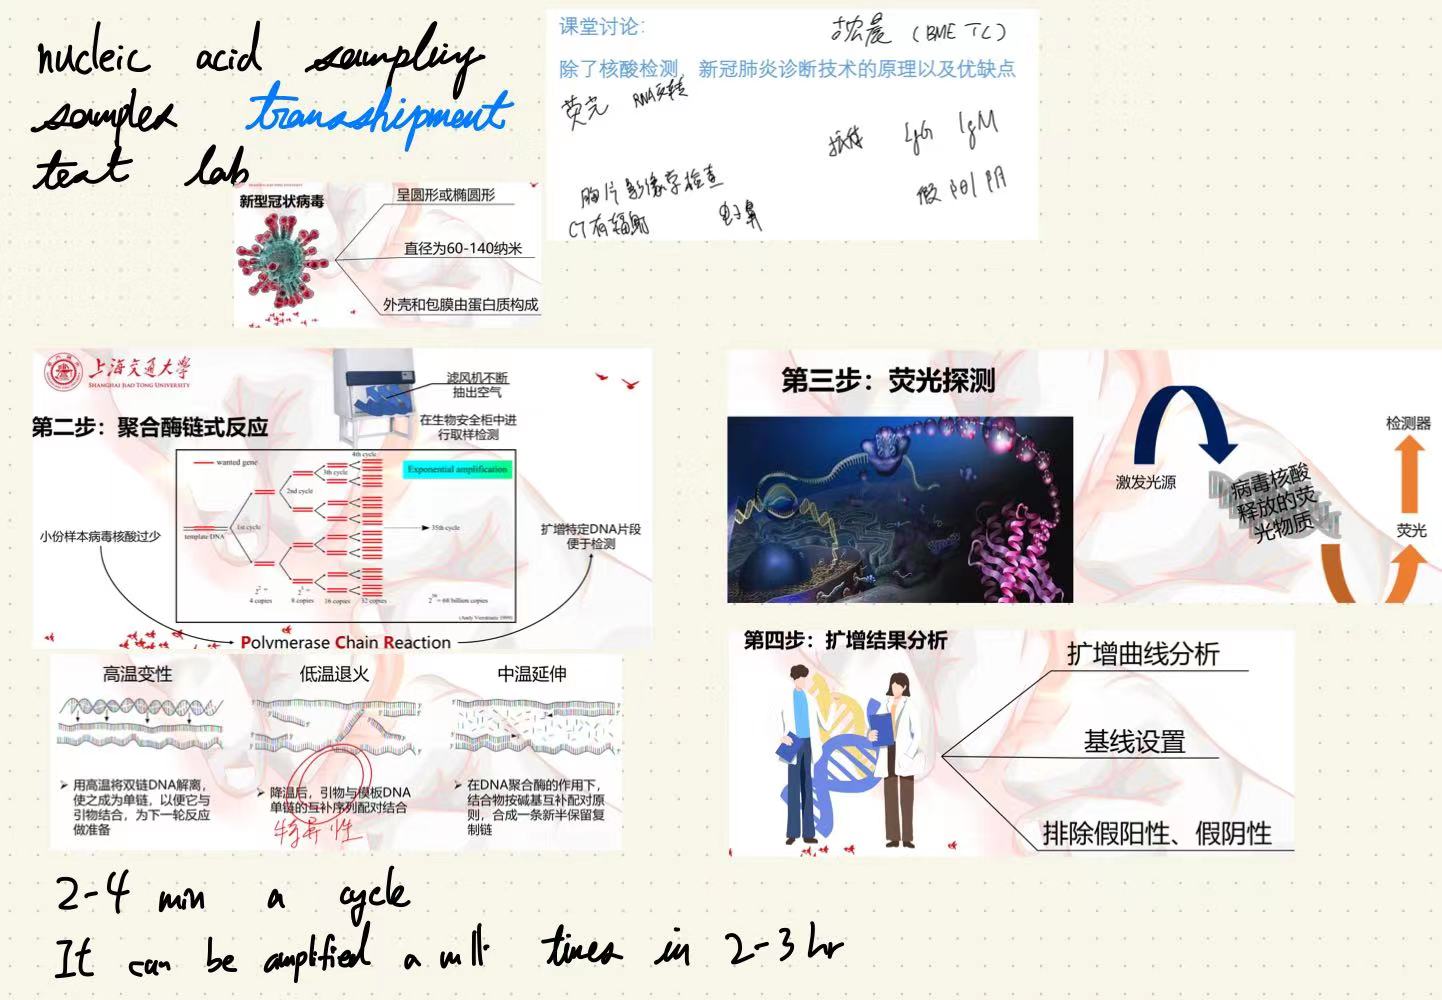 nucleic acid sampling
samples transhipment
test lab
课堂讨论：
(BME TC)
除了核酸检测，新冠肺炎诊断技术的原理以及优缺点
荧光 RNA
抗体 IgG IgM
胸片影像学检查
假阳/阴
CT有辐射 电子鼻
新型冠状病毒
呈圆形或椭圆形
直径为60-140纳米
外壳和包膜由蛋白质构成
上海交通大学
SHANGHAI JIAO TONG UNIVERSITY
滤风机不断
抽出空气
在生物安全柜中进
行取样检测
第二步：聚合酶链式反应
wanted gene
Exponential amplification
1st cycle
2nd cycle
3th cycle
4th cycle
35th cycle
template DNA
4 copies
8 copies
16 copies
32 copies
= 68 billion copies
小份样本病毒核酸过少
扩增特定DNA片段
便于检测
Polymerase Chain Reaction
高温变性
低温退火
中温延伸
用高温将双链DNA解离，
使之成为单链，以便它与
引物结合，为下一轮反应
做准备
降温后，引物与模板DNA
单链的互补序列配对结合
特异性
在DNA聚合酶的作用下，
结合物按碱基互补配对原
则，合成一条新半保留复
制链
第三步：荧光探测
激发光源
病毒核酸
释放的荧
光物质
荧光
检测器
第四步：扩增结果分析
扩增曲线分析
基线设置
排除假阳性、假阴性
2-4 min a cycle
It can be amplified a mill. times in 2-3 hr